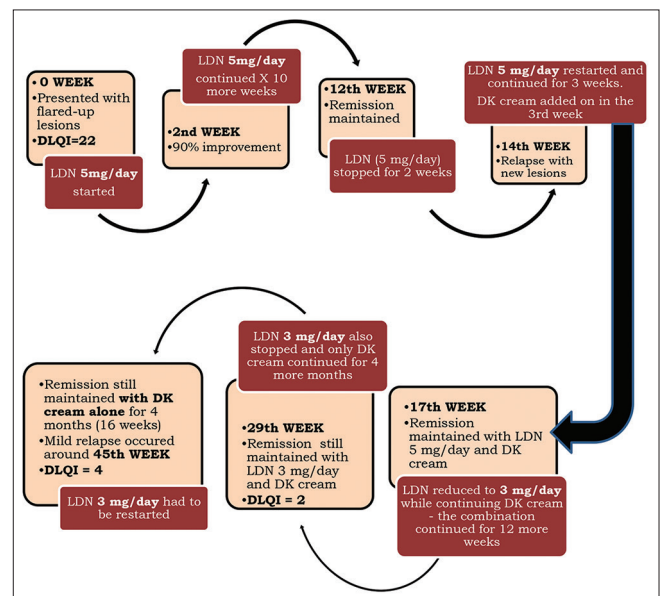 • 0 WEEK
• Presented with
flared-up
lesions
• DLQI=22
LDN 5mg/day
started
LDN 5mg/day
continued X 10
more weeks
• 2nd WEEK
• 90% improvement
• 12th WEEK
• Remission
maintained
LDN (5 mg/day)
stopped for 2 weeks
LDN 5 mg/day restarted and
continued for 3 weeks.
DK cream added on in the
3rd week
• 14th WEEK
• Relapse with
new lesions
• 17th WEEK
• Remission
maintained with LDN
5 mg/day and DK
cream
LDN reduced to 3 mg/day
while continuing DK cream
- the combination
continued for 12 more
weeks
LDN 3 mg/day also
stopped and only DK
cream continued for 4
more months
• 29th WEEK
• Remission still
maintained with
LDN 3 mg/day
and DK cream
• DLQI = 2
• Remission still
maintained with DK
cream alone for 4
months (16 weeks)
• Mild relapse occured
around 45th WEEK
• DLQI = 4
LDN 3 mg/day had to
be restarted